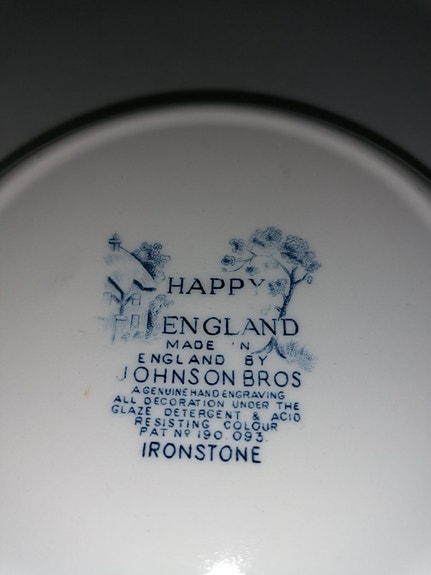 HAPPY
ENGLAND
MADE IN
ENGLAND BY
JOHNSON BROS
A GENUINE HAND ENGRAVING
ALL DECORATION UNDER THE
GLAZE DETERGENT & ACID
RESISTING COLOUR
PAT Nº 190.093.
IRONSTONE